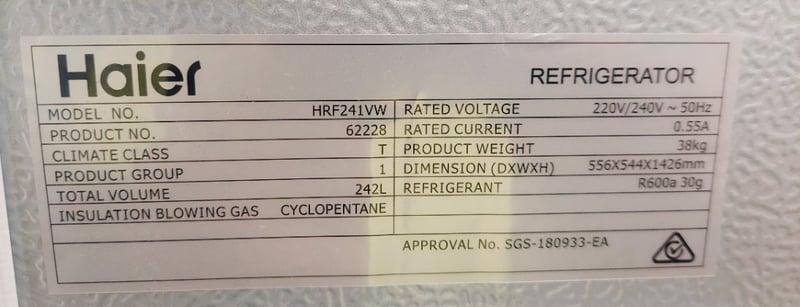 Haier REFRIGERATOR
MODEL NO. HRF241VW RATED VOLTAGE 220V/240V ~ 50Hz
PRODUCT NO. 62228 RATED CURRENT 0.55A
CLIMATE CLASS T PRODUCT WEIGHT 38kg
PRODUCT GROUP 1 DIMENSION (DXWXH) 556X544X1426mm
TOTAL VOLUME 242L REFRIGERANT R600a 30g
INSULATION BLOWING GAS CYCLOPENTANE
APPROVAL No. SGS-180933-EA